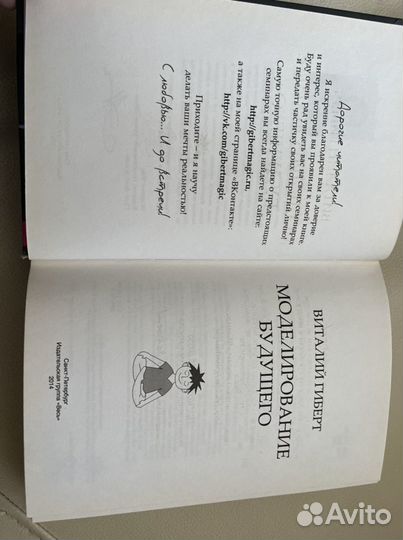 Дорогие читатели!
Я искренне благодарен вам за доверие
и интерес, который вы проявили к моей книге.
Буду очень рад увидеть вас на своих семинарах
и передать частичку своих открытий лично!
Самую точную информацию о предстоящих
семинарах вы всегда найдете на сайте:
http://gibertmagic.ru,
а также на моей странице «ВКонтакте»:
http://vk.com/gibertmagic
Приходите – и я научу
делать ваши мечты реальностью!
С любовью... И до встречи!
ВИТАЛИЙ ГИБЕРТ
МОДЕЛИРОВАНИЕ
БУДУЩЕГО
Санкт-Петербург
Издательская группа «Весь»
2014
Avito